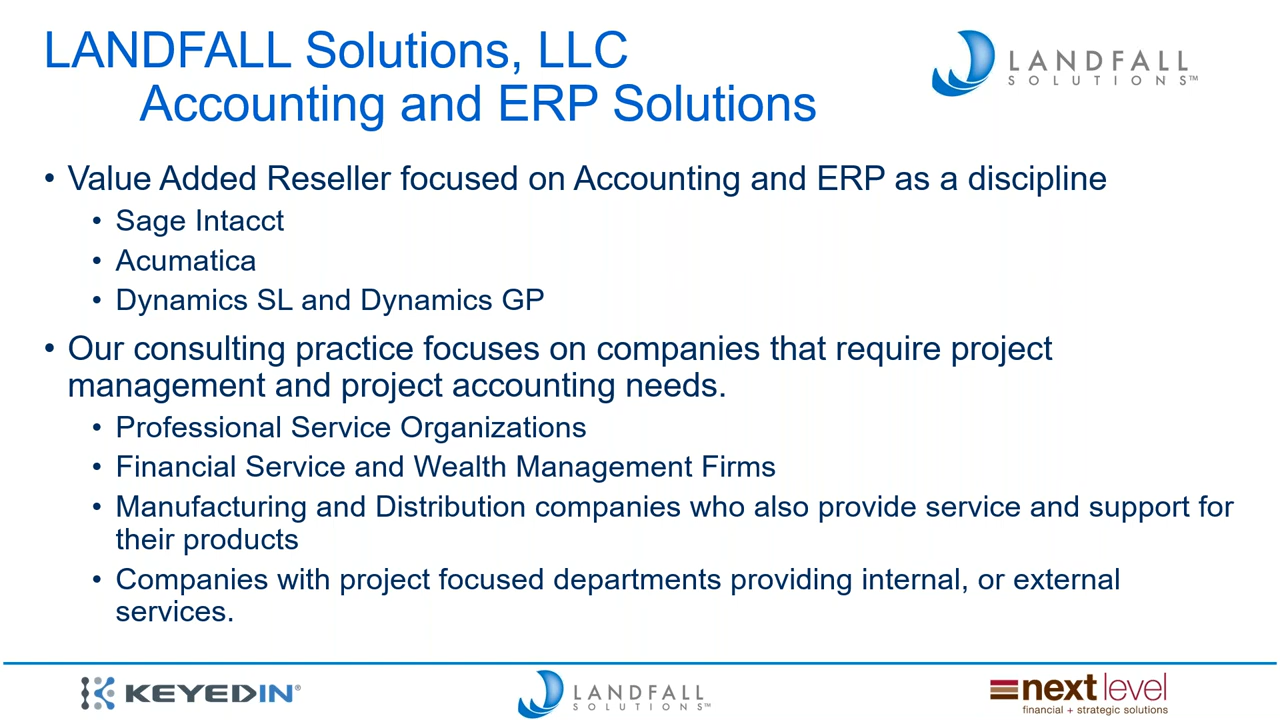 LANDFALL Solutions, LLC
Accounting and ERP Solutions
LANDFALL
SOLUTIONS™
• Value Added Reseller focused on Accounting and ERP as a discipline
• Sage Intacct
• Acumatica
• Dynamics SL and Dynamics GP
• Our consulting practice focuses on companies that require project
management and project accounting needs.
• Professional Service Organizations
• Financial Service and Wealth Management Firms
• Manufacturing and Distribution companies who also provide service and support for
their products
• Companies with project focused departments providing internal, or external
services.
KEYEDIN®
LANDFALL
SOLUTIONS™
next level
financial + strategic solutions